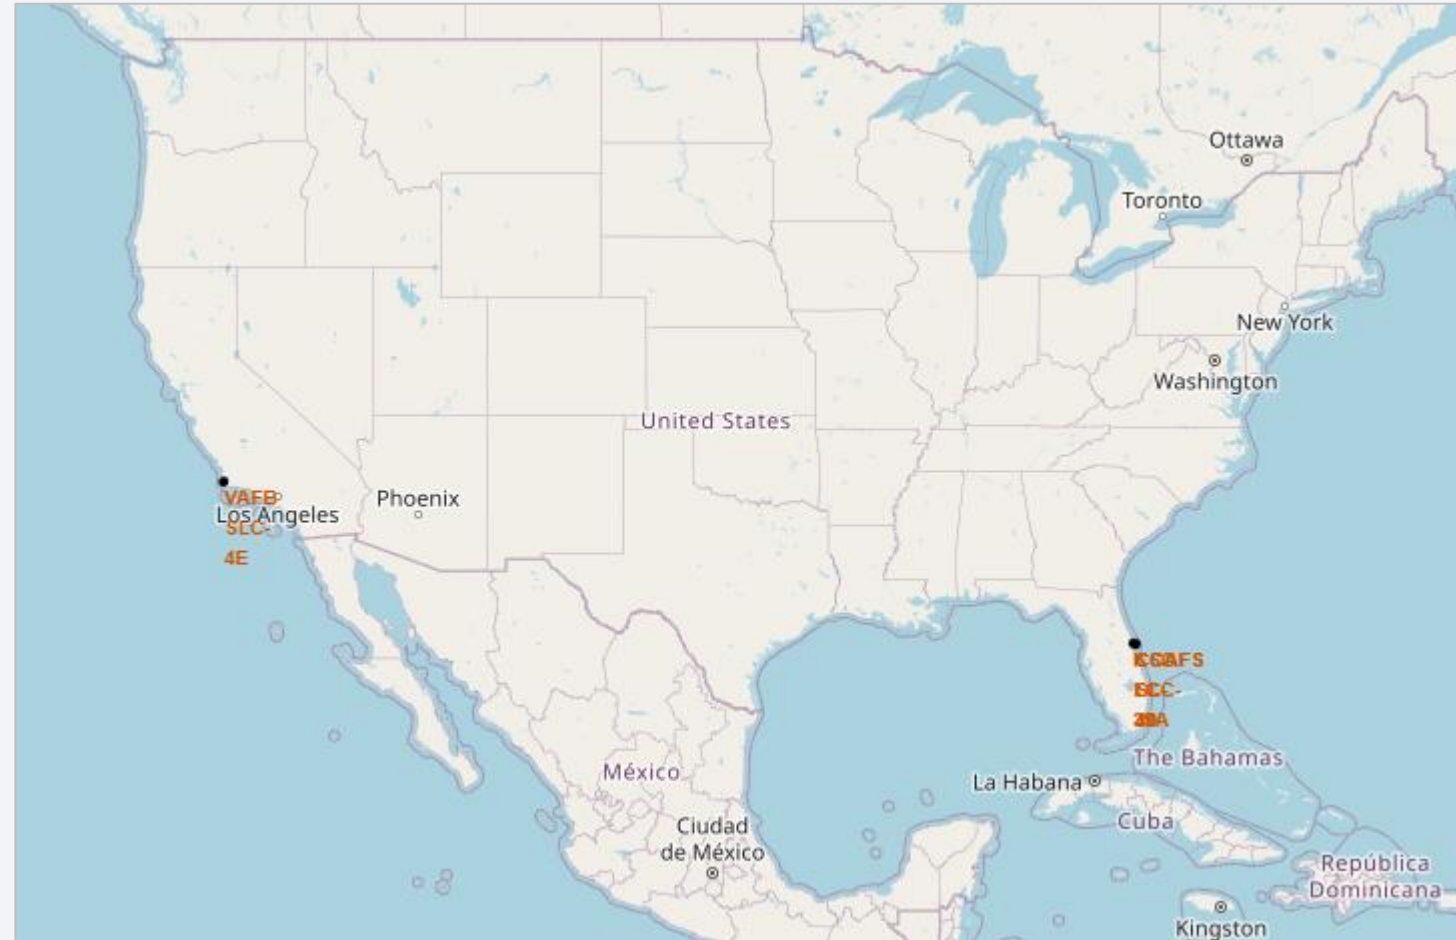 Ottawa
Toronto
New York
Washington
United States
VAFB
Los Angeles
SLC-
4E
Phoenix
The Bahamas
La Habana
México
Cuba
Ciudad
de México
República
Dominicana
Kingston